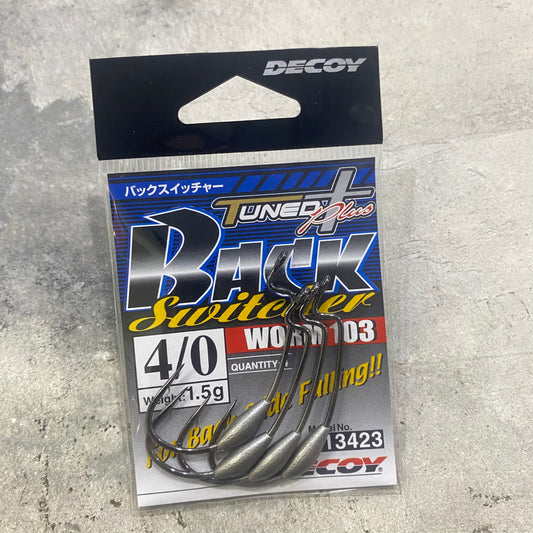 DECOY
バックスイッチャー
TUNED Plus
BACK
Switcher
WORM 103
4/0
QUANTITY
Weight: 1.5g
For Back Slide Falling!!
Model No.
13423
DECOY